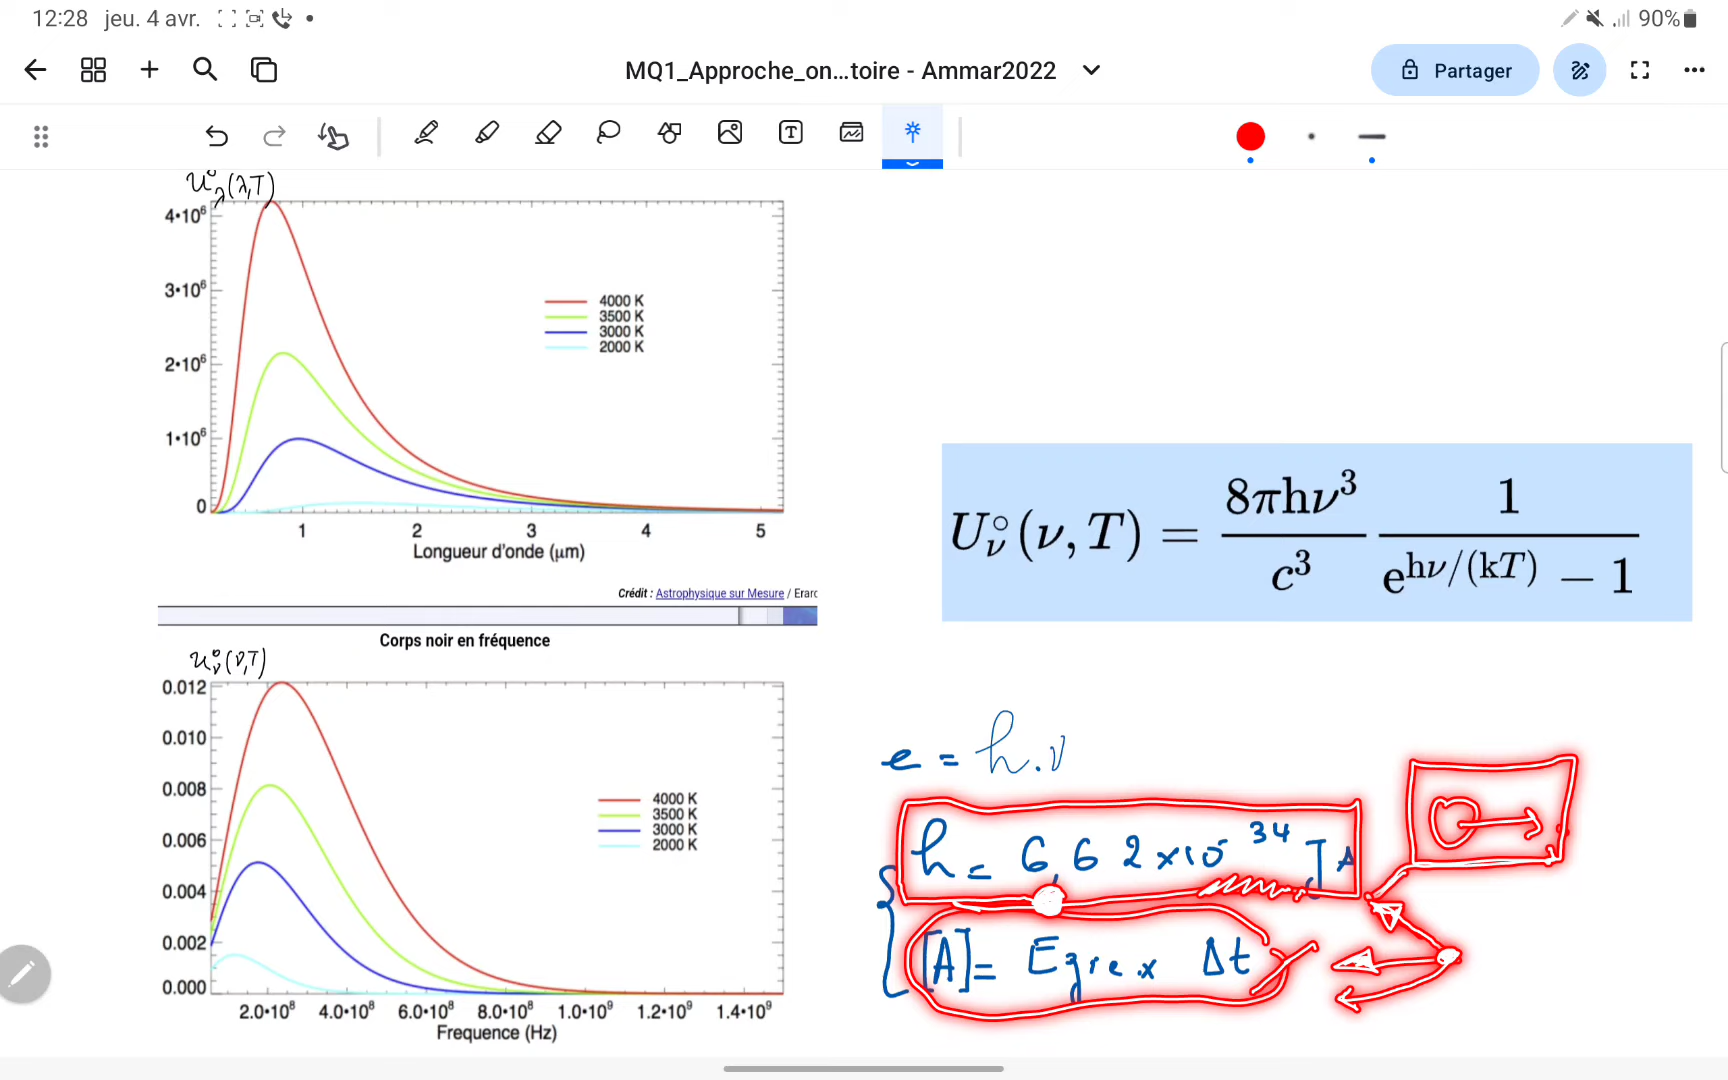 12:28 jeu. 4 avr.
90%
MQ1_Approche_on...toire - Ammar2022
Partager
u°λ(λ,T)
4•10⁶
3•10⁶
2•10⁶
1•10⁶
0
4000 K
3500 K
3000 K
2000 K
1 2 3 4 5
Longueur d'onde (μm)
Crédit : Astrophysique sur Mesure / Erarc
Corps noir en fréquence
u°ν(ν,T)
0.012
0.010
0.008
0.006
0.004
0.002
0.000
4000 K
3500 K
3000 K
2000 K
2.0•10⁸ 4.0•10⁸ 6.0•10⁸ 8.0•10⁸ 1.0•10⁹ 1.2•10⁹ 1.4•10⁹
Frequence (Hz)
U°ν(ν, T) = 8πhν³/c³ 1/(e^(hν/(kT)) − 1)
e = h.ν
h = 6,62×10⁻³⁴ J.s
[A] = Egie x Δt